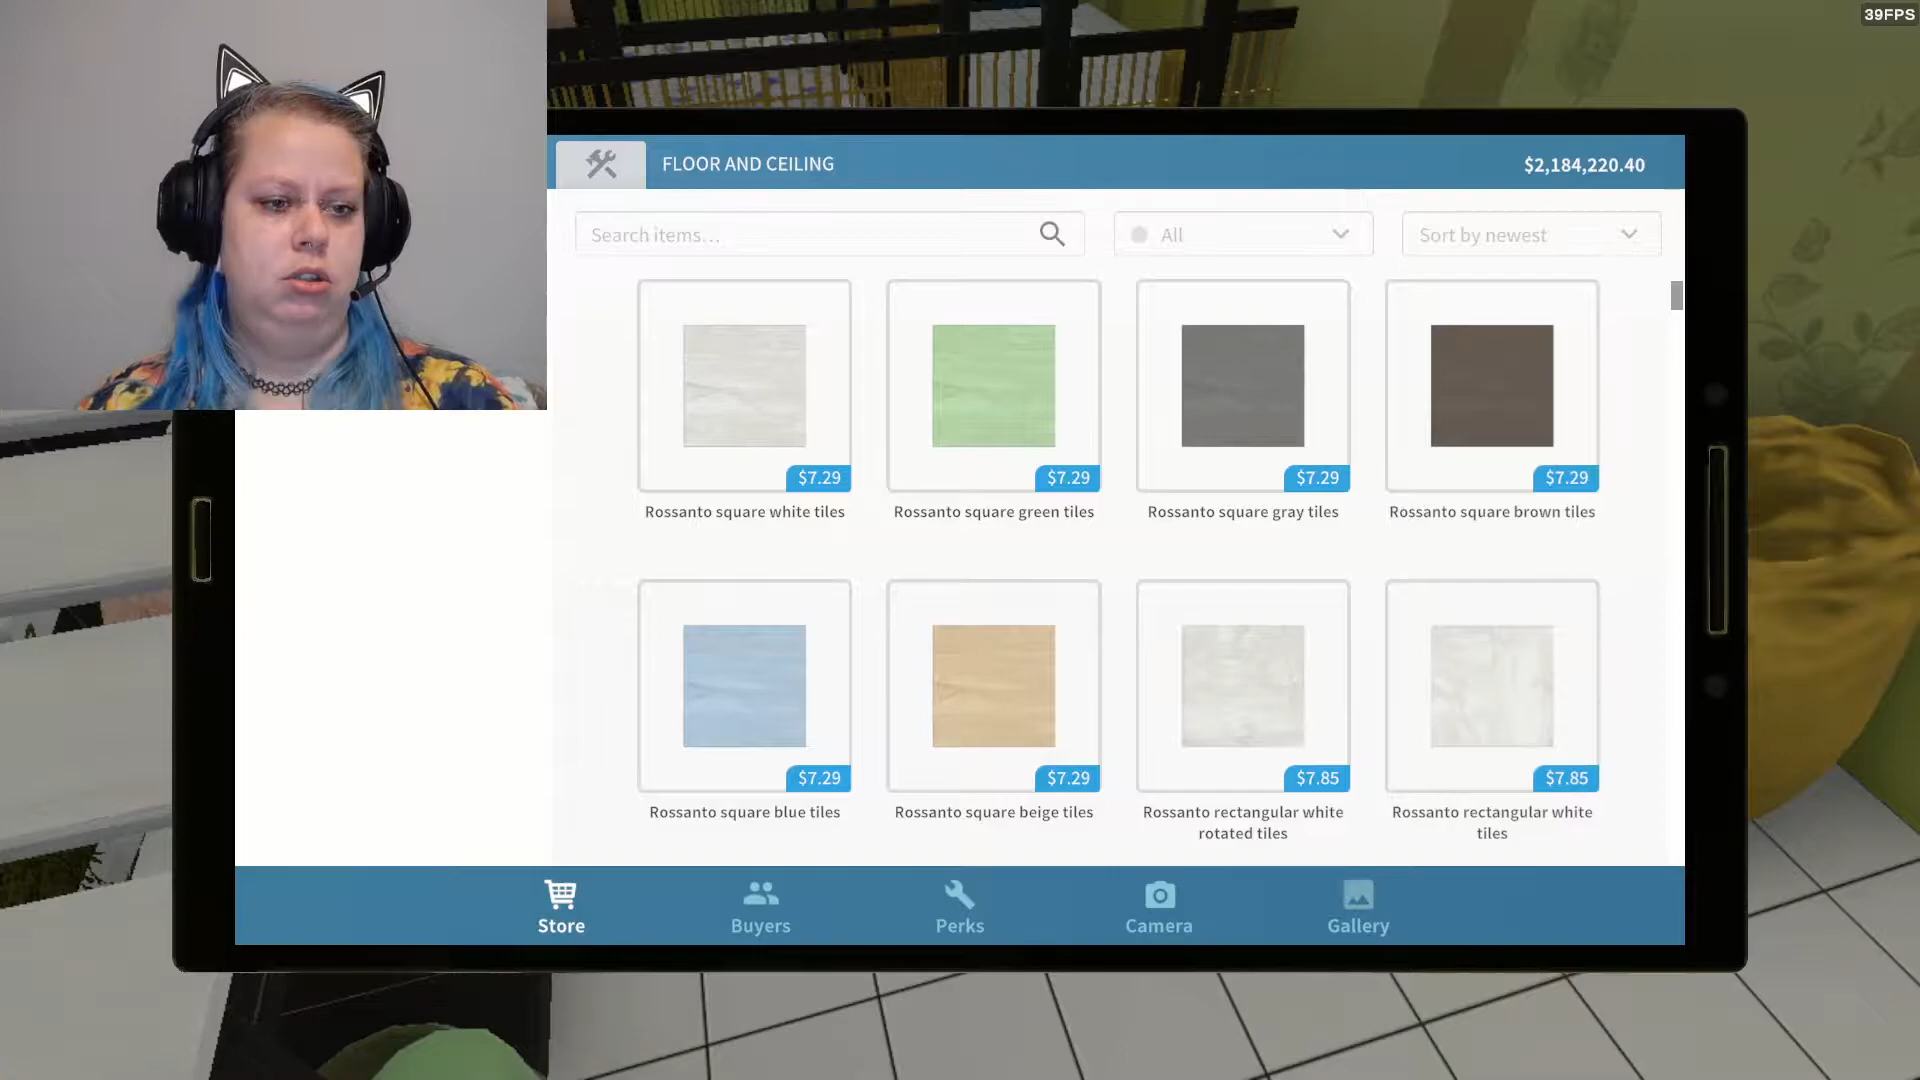 39FPS
FLOOR AND CEILING
$2,184,220.40
Search items...
All
Sort by newest
$7.29
$7.29
$7.29
$7.29
Rossanto square white tiles
Rossanto square green tiles
Rossanto square gray tiles
Rossanto square brown tiles
$7.29
$7.29
$7.85
$7.85
Rossanto square blue tiles
Rossanto square beige tiles
Rossanto rectangular white
rotated tiles
Rossanto rectangular white
tiles
Store
Buyers
Perks
Camera
Gallery